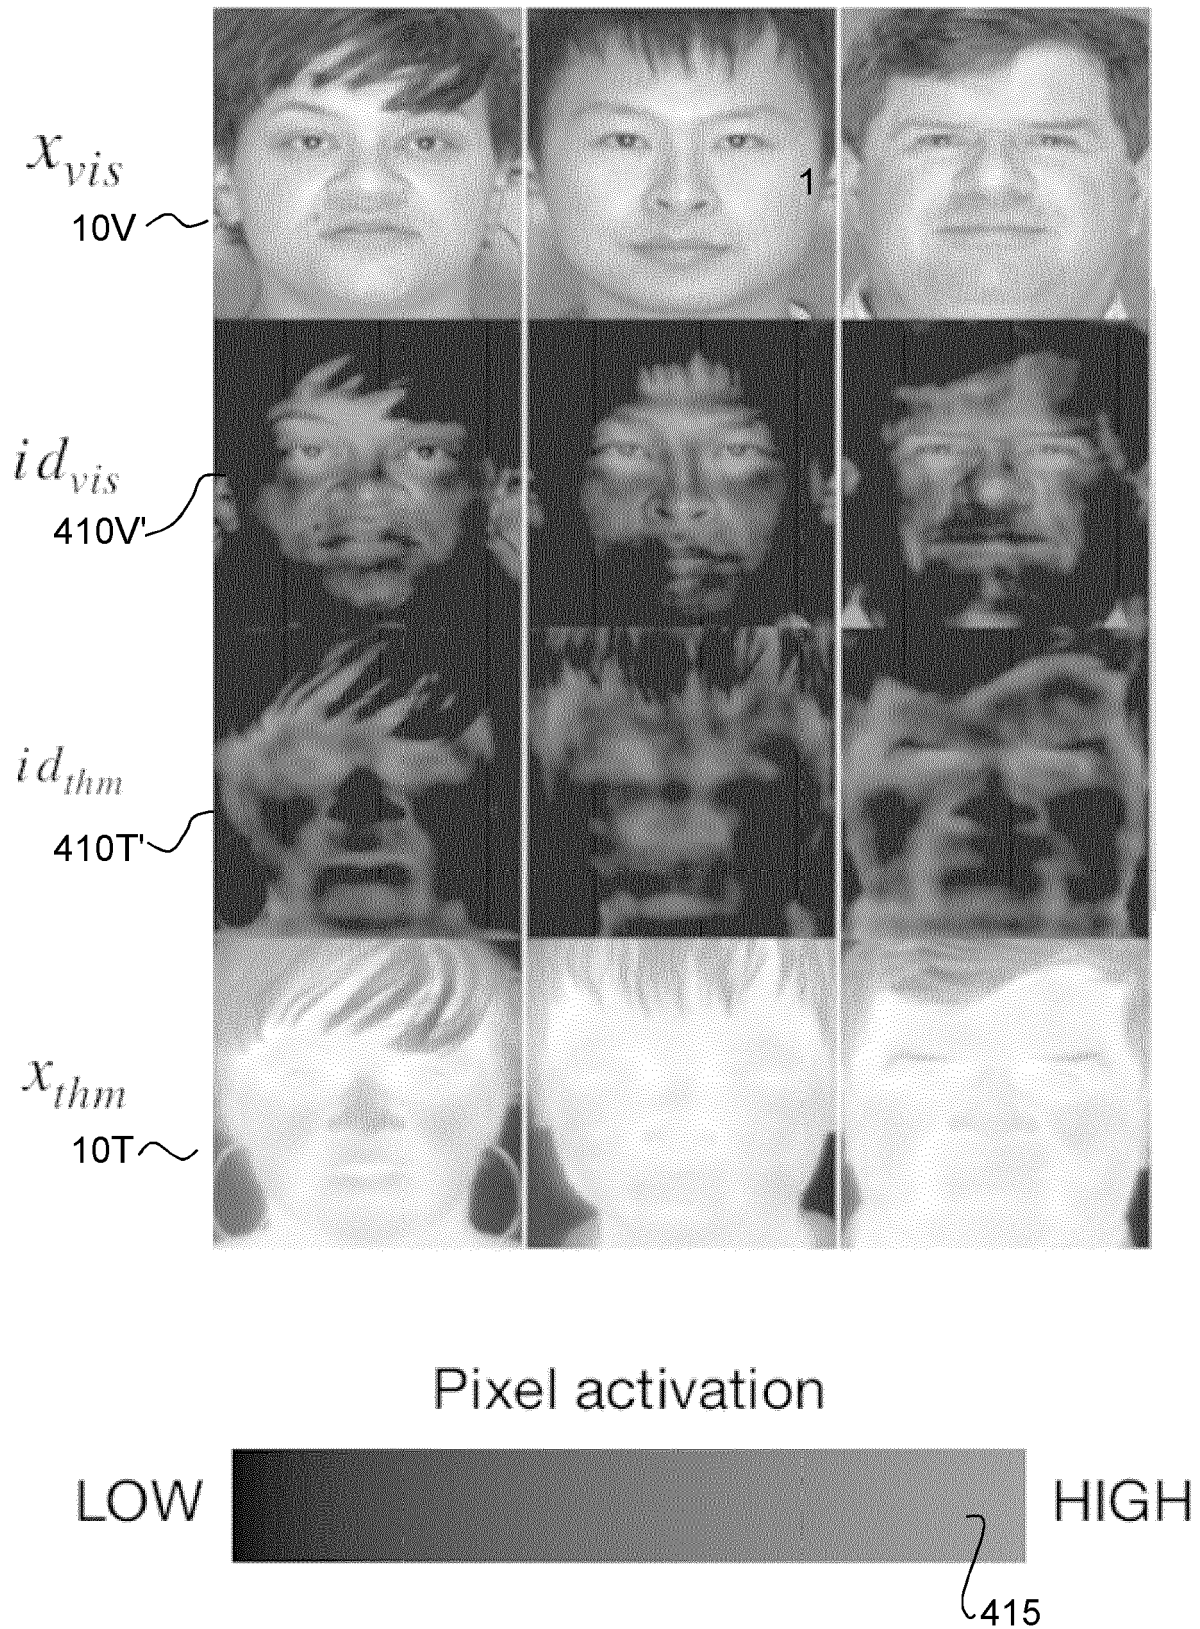 x_vis
1
10V
id_vis
410V'
id_thm
410T'
x_thm
10T
Pixel activation
LOW
HIGH
415